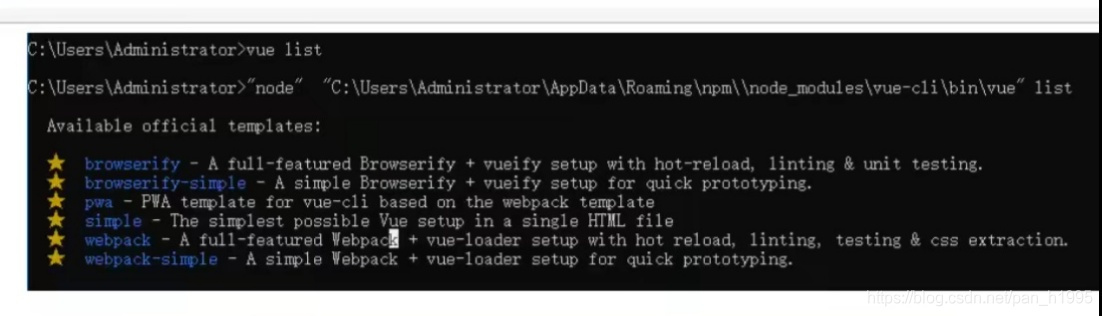 C:\Users\Administrator>vue list
C:\Users\Administrator>"node"  "C:\Users\Administrator\AppData\Roaming\npm\\node_modules\vue-cli\bin\vue" list
Available official templates:
★ browserify - A full-featured Browserify + vueify setup with hot-reload, linting & unit testing.
★ browserify-simple - A simple Browserify + vueify setup for quick prototyping.
★ pwa - PWA template for vue-cli based on the webpack template
★ simple - The simplest possible Vue setup in a single HTML file
★ webpack - A full-featured Webpack + vue-loader setup with hot reload, linting, testing & css extraction.
★ webpack-simple - A simple Webpack + vue-loader setup for quick prototyping.
https://blog.csdn.net/pan_h1995